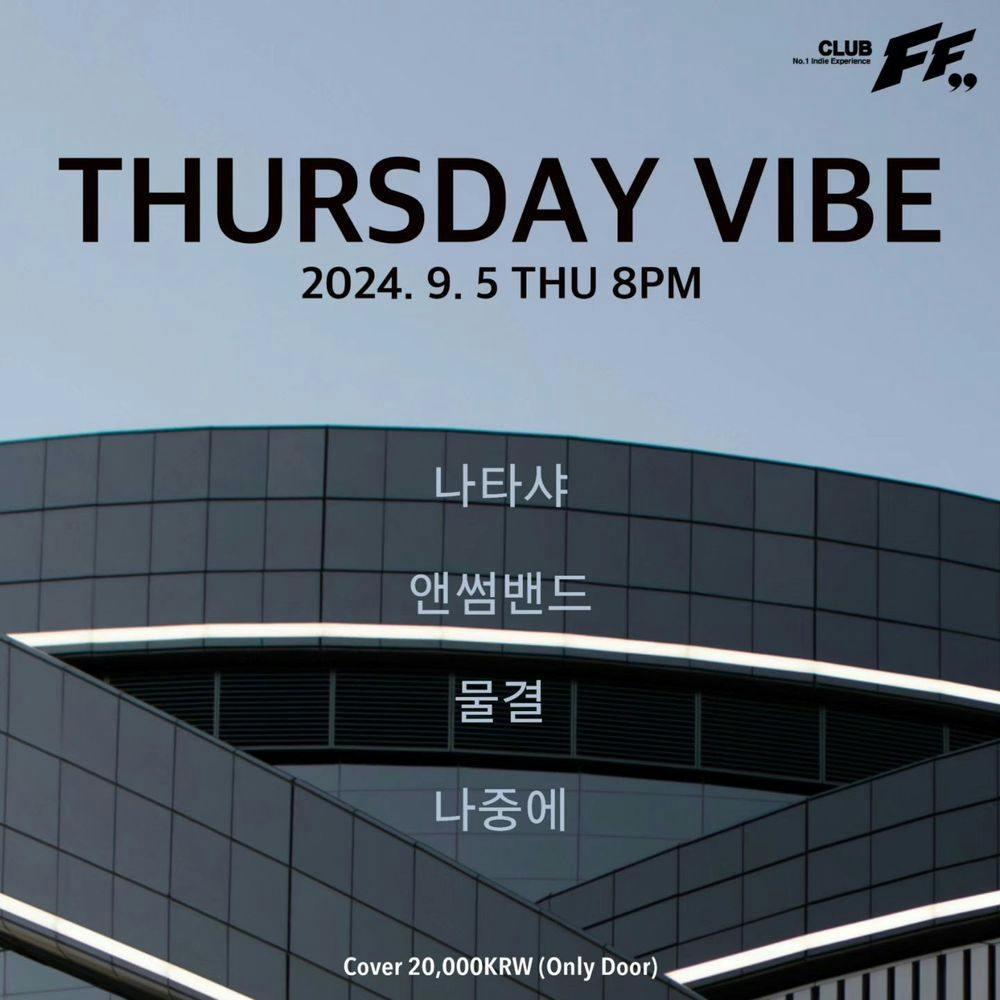 CLUB
No.1 Indie Experience
FF,,
THURSDAY VIBE
2024. 9. 5 THU 8PM
나타샤
앤썸밴드
물결
나중에
Cover 20,000KRW (Only Door)